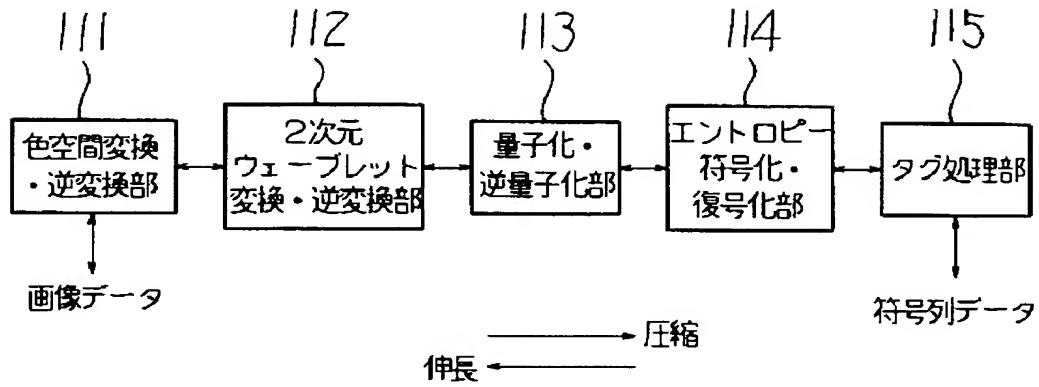 111
112
113
114
115
色空間変換
・逆変換部
2次元
ウェーブレット
変換・逆変換部
量子化・
逆量子化部
エントロピー
符号化・
復号化部
タグ処理部
画像データ
符号列データ
圧縮
伸長